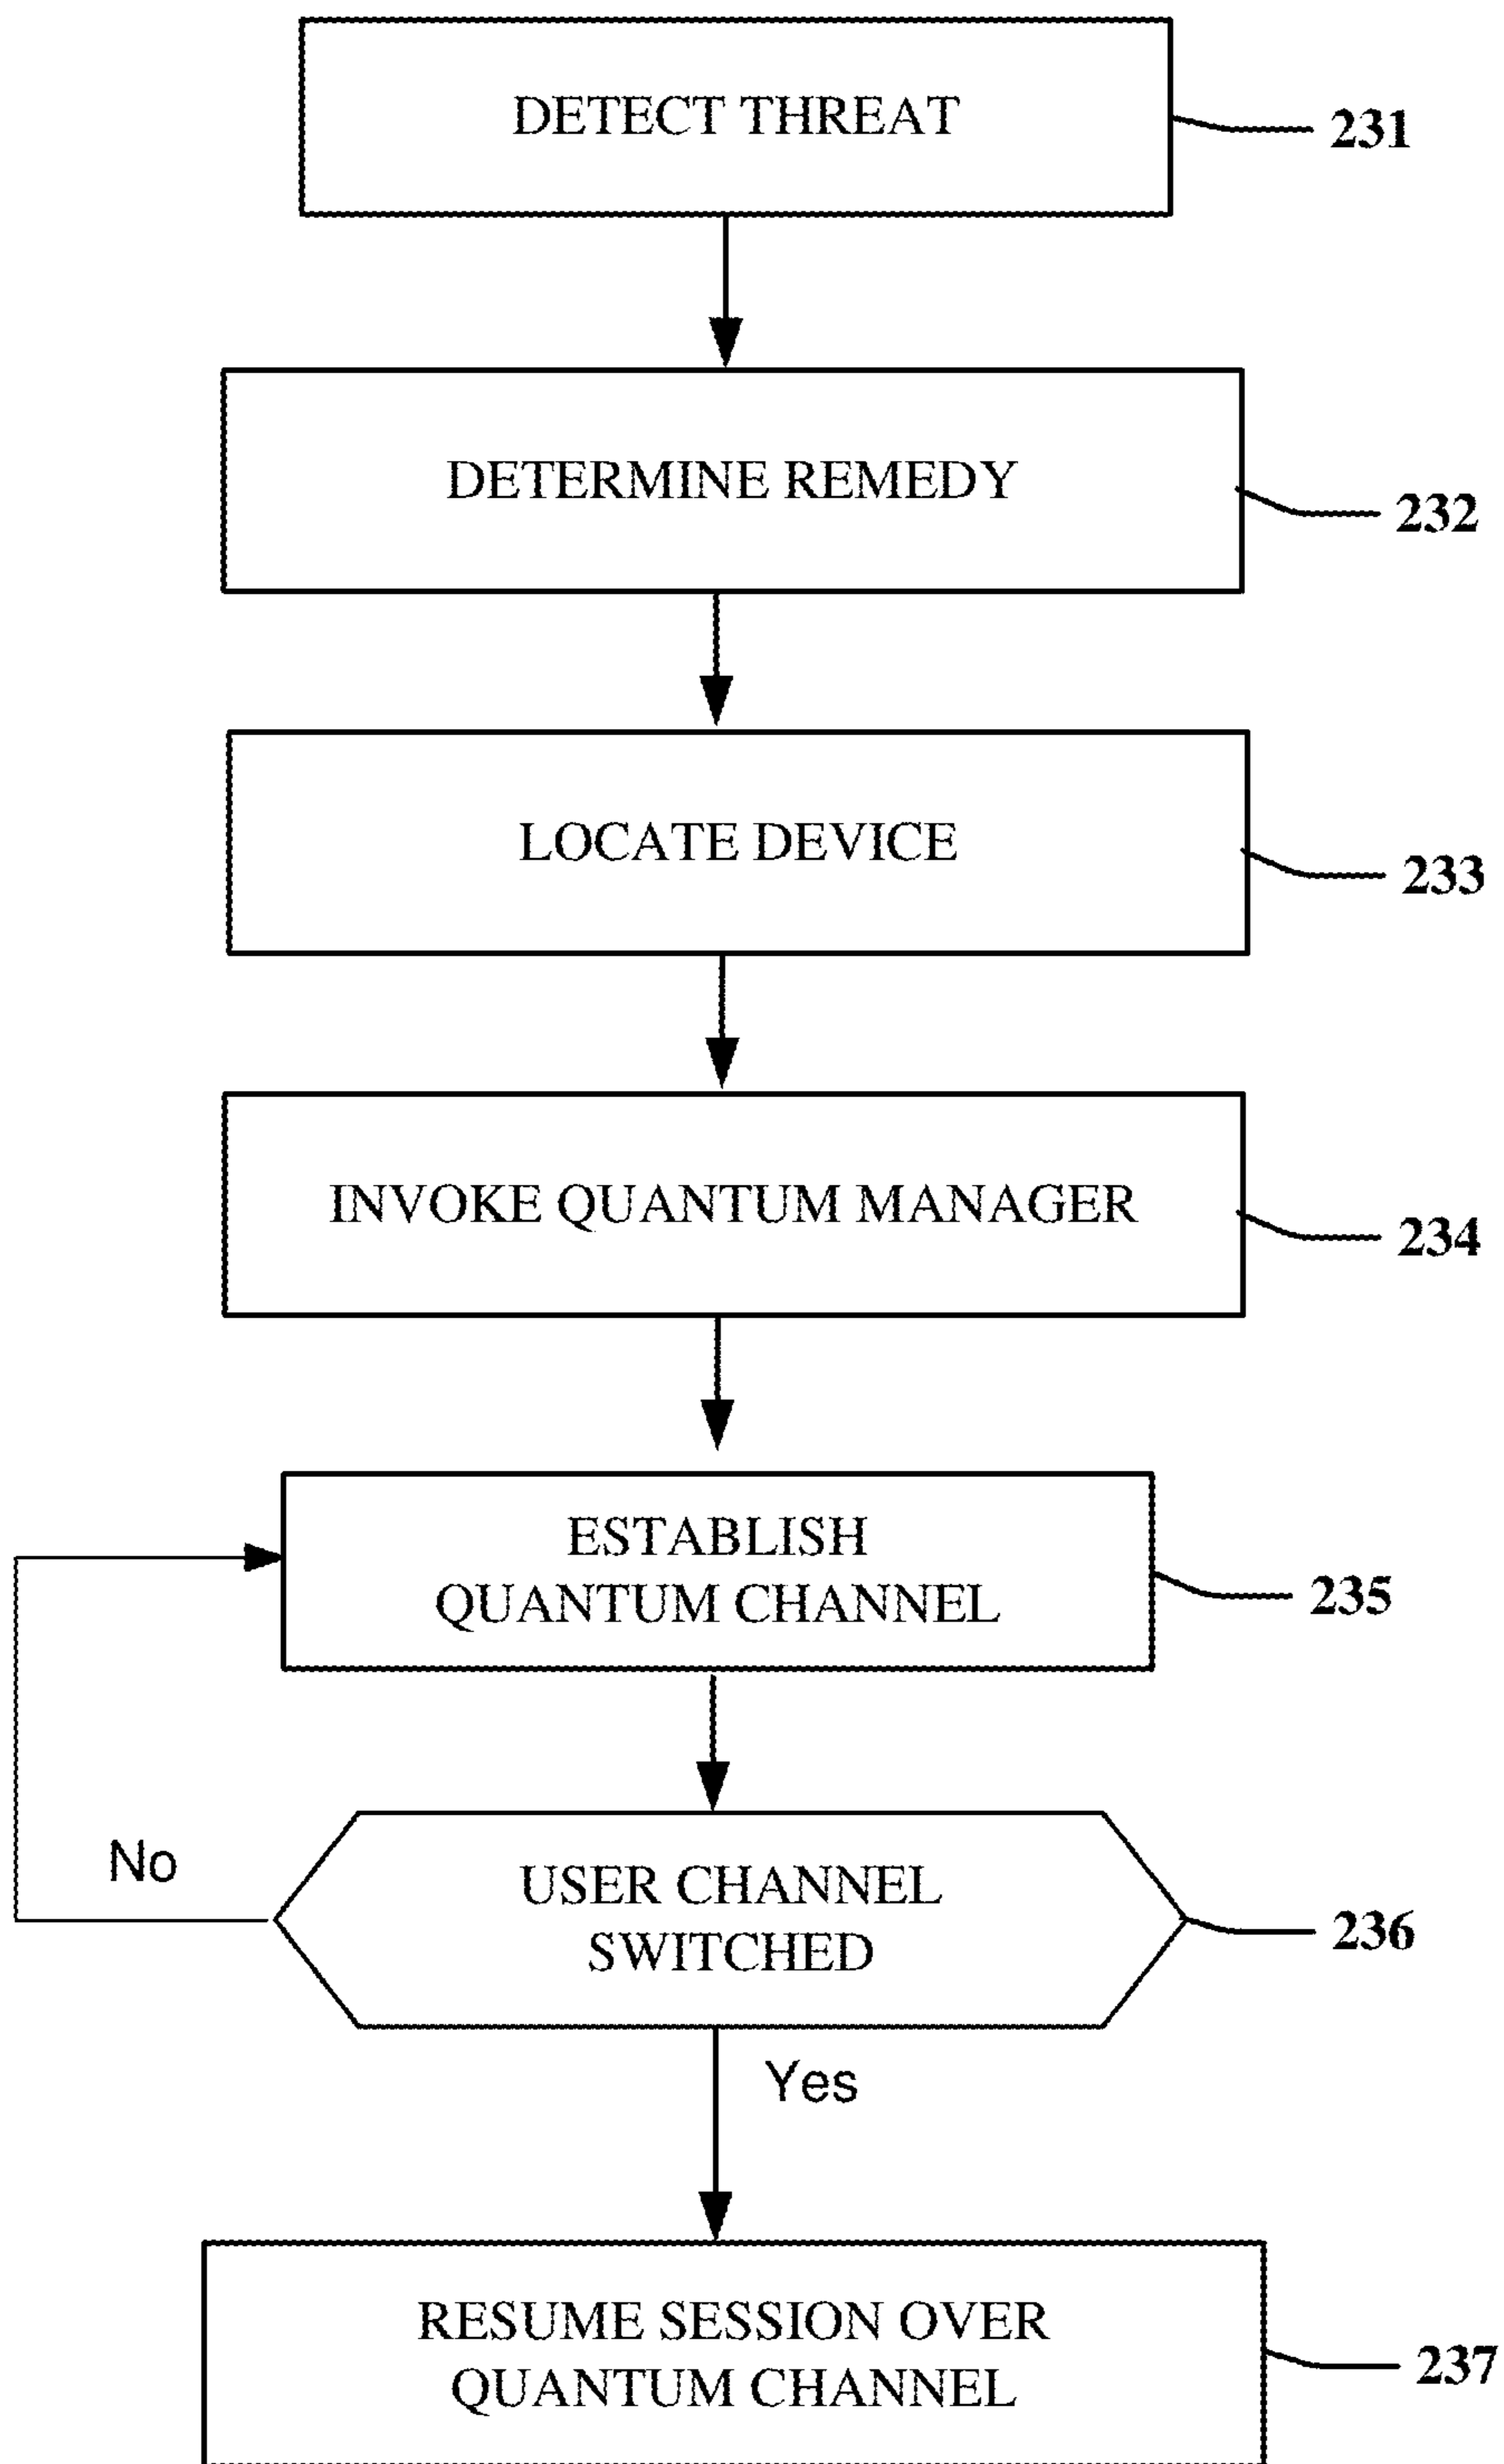 DETECT THREAT
231
DETERMINE REMEDY
232
LOCATE DEVICE
233
INVOKE QUANTUM MANAGER
234
ESTABLISH
QUANTUM CHANNEL
235
No
USER CHANNEL
SWITCHED
236
Yes
RESUME SESSION OVER
QUANTUM CHANNEL
237